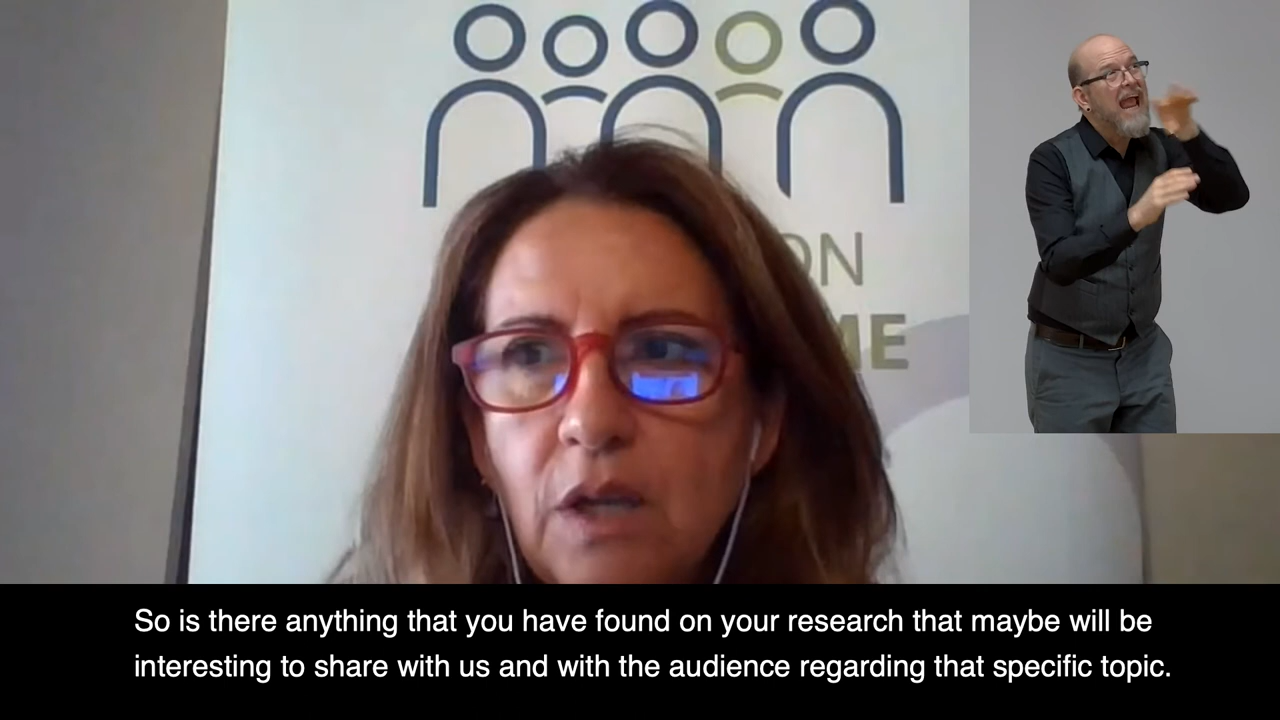 ON
ME
So is there anything that you have found on your research that maybe will be
interesting to share with us and with the audience regarding that specific topic.